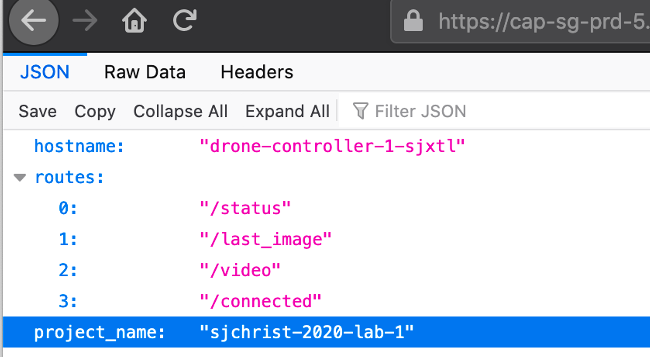 https://cap-sg-prd-5.
JSON Raw Data Headers
Save Copy Collapse All Expand All Filter JSON
hostname: "drone-controller-1-sjxtl"
routes:
0: "/status"
1: "/last_image"
2: "/video"
3: "/connected"
project_name: "sjchrist-2020-lab-1"